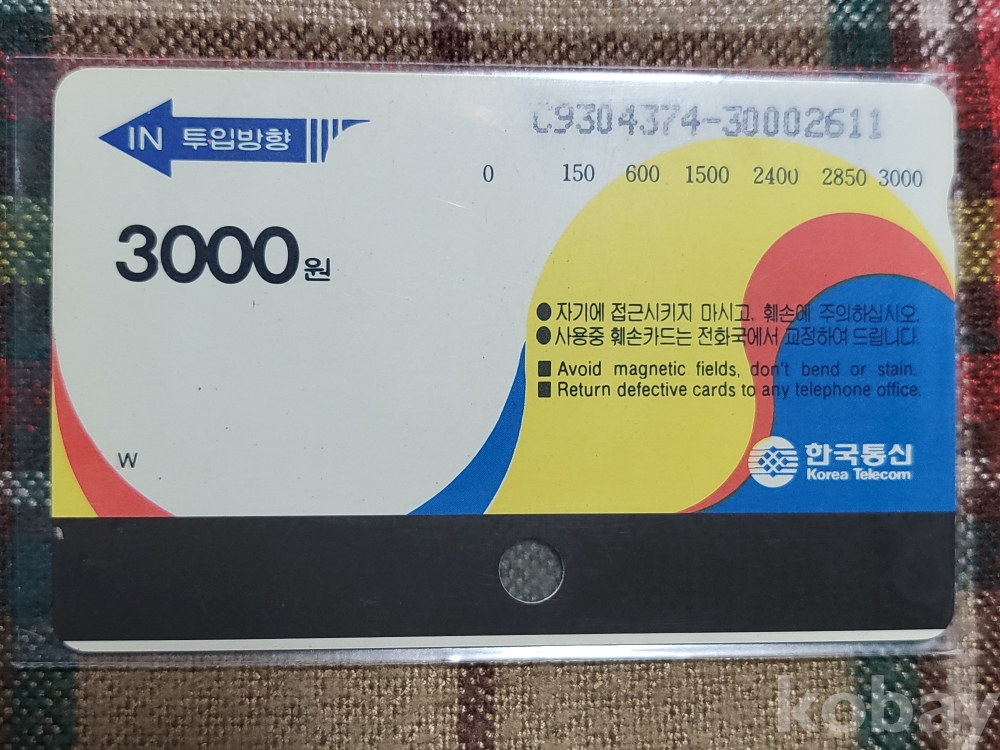 IN 투입방향
C9304374-30002611
0 150 600 1500 2400 2850 3000
3000원
● 자기에 접근시키지 마시고, 훼손에 주의하십시오.
● 사용중 훼손카드는 전화국에서 교정하여 드립니다.
■ Avoid magnetic fields, don't bend or stain.
■ Return defective cards to any telephone office.
W
한국통신
Korea Telecom
kobay